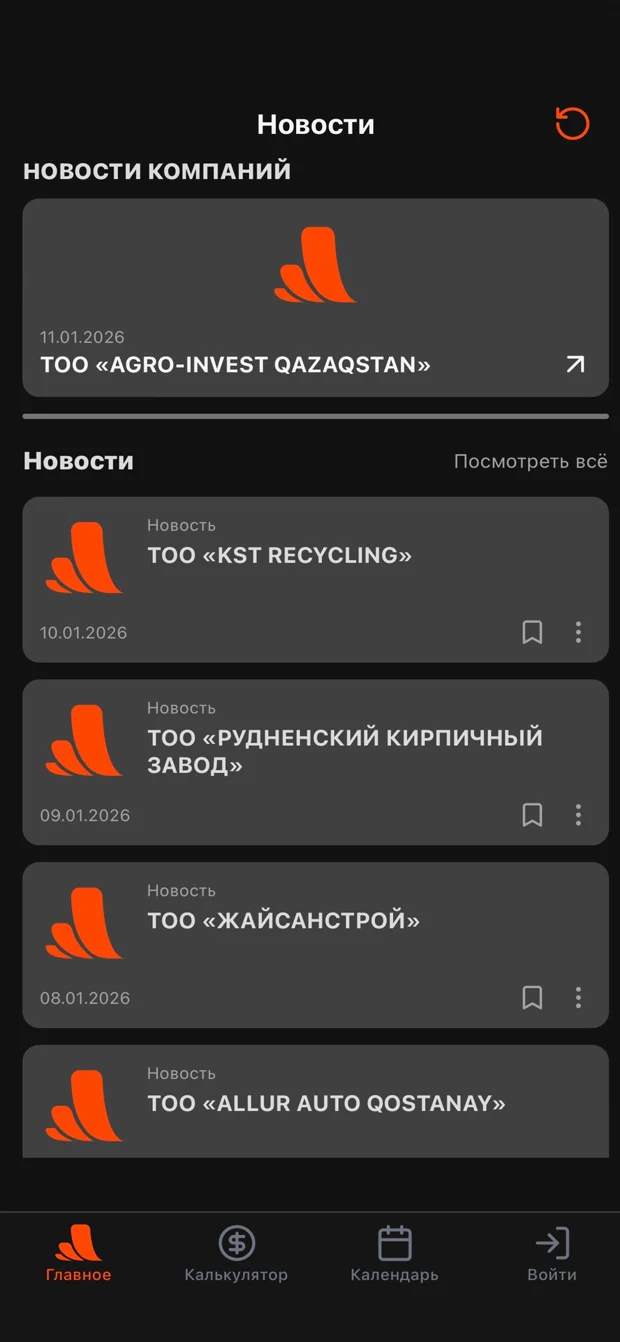 Новости
НОВОСТИ КОМПАНИЙ
11.01.2026
ТОО «AGRO-INVEST QAZAQSTAN»
Новости
Посмотреть всё
Новость
ТОО «KST RECYCLING»
10.01.2026
Новость
ТОО «РУДНЕНСКИЙ КИРПИЧНЫЙ
ЗАВОД»
09.01.2026
Новость
ТОО «ЖАЙСАНСТРОЙ»
08.01.2026
Новость
ТОО «ALLUR AUTO QOSTANAY»
Главное
Калькулятор
Календарь
Войти